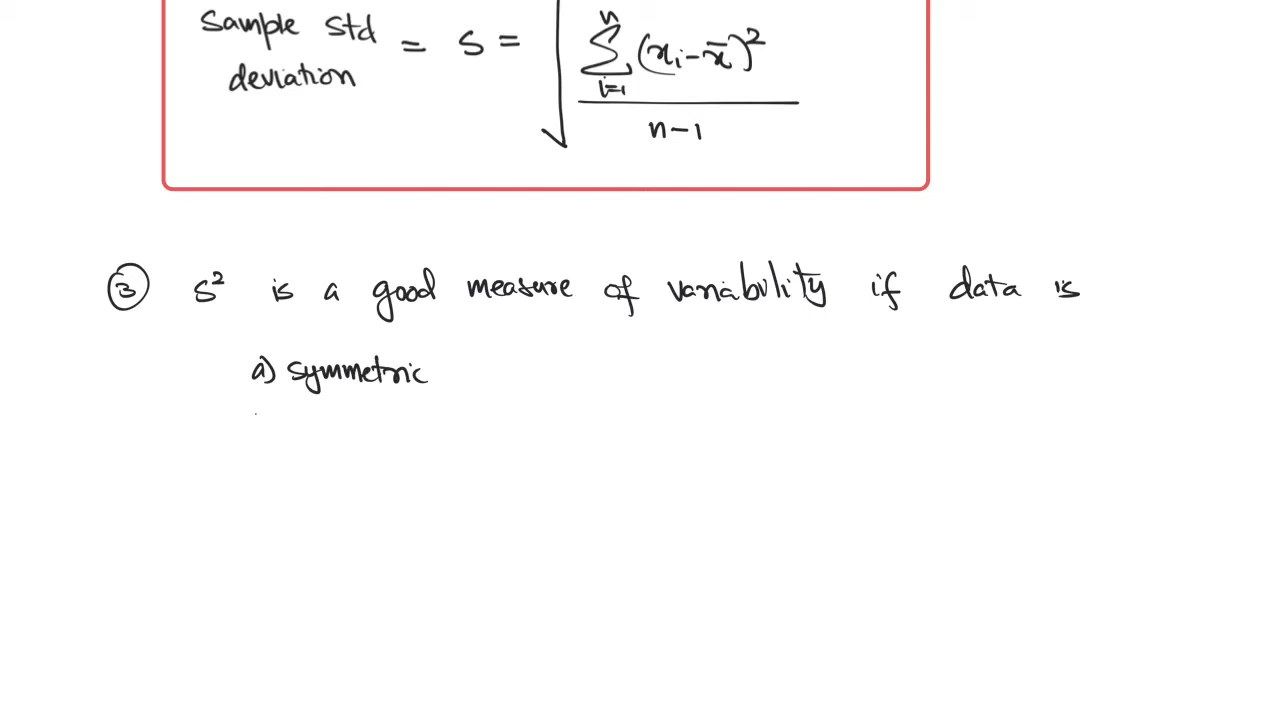 Sample std deviation = s = √( Σ_{i=1}^{n} (xᵢ - x̄)² / (n-1) )
③ s² is a good measure of variability if data is
a) symmetric